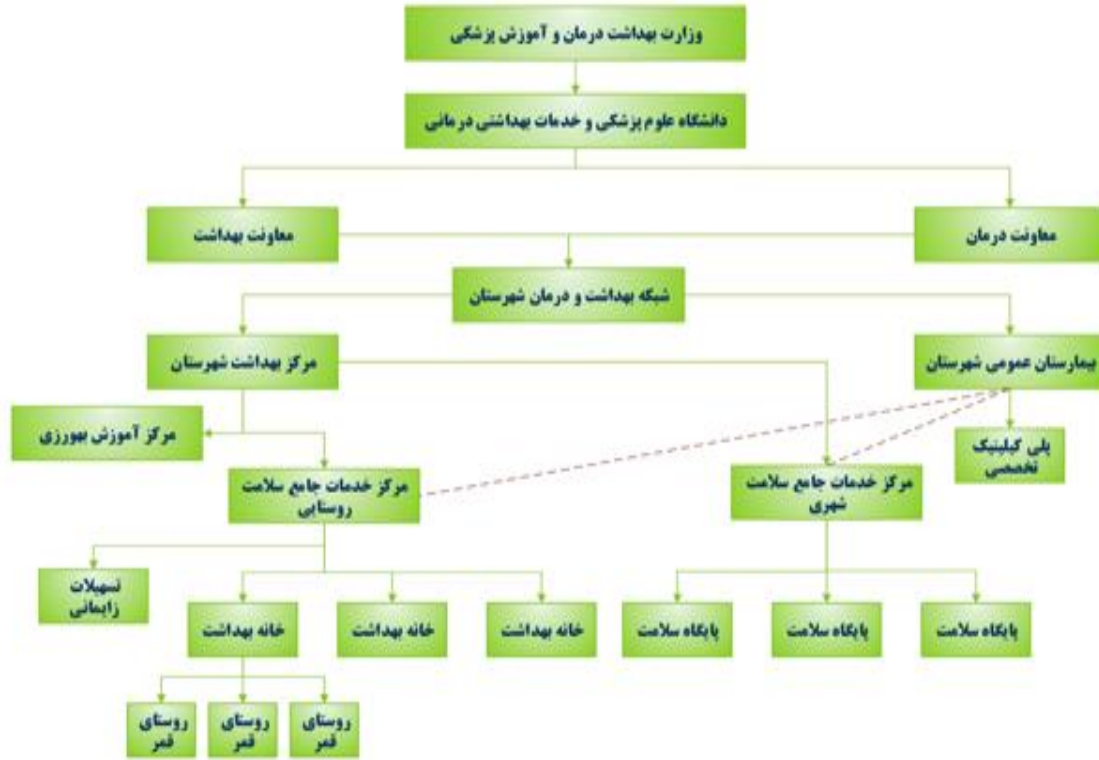 وزارت بهداشت درمان و آموزش پزشکی
دانشگاه علوم پزشکی و خدمات بهداشتی درمانی
معاونت درمان
معاونت بهداشت
شبکه بهداشت و درمان شهرستان
بیمارستان عمومی شهرستان
مرکز بهداشت شهرستان
مرکز آموزش بهورزی
پلی کیلینیک
تخصصی
مرکز خدمات جامع سلامت
شهری
مرکز خدمات جامع سلامت
روستایی
تسهیلات
زایمانی
پایگاه سلامت
پایگاه سلامت
پایگاه سلامت
خانه بهداشت
خانه بهداشت
خانه بهداشت
روستای
قمر
روستای
قمر
روستای
قمر